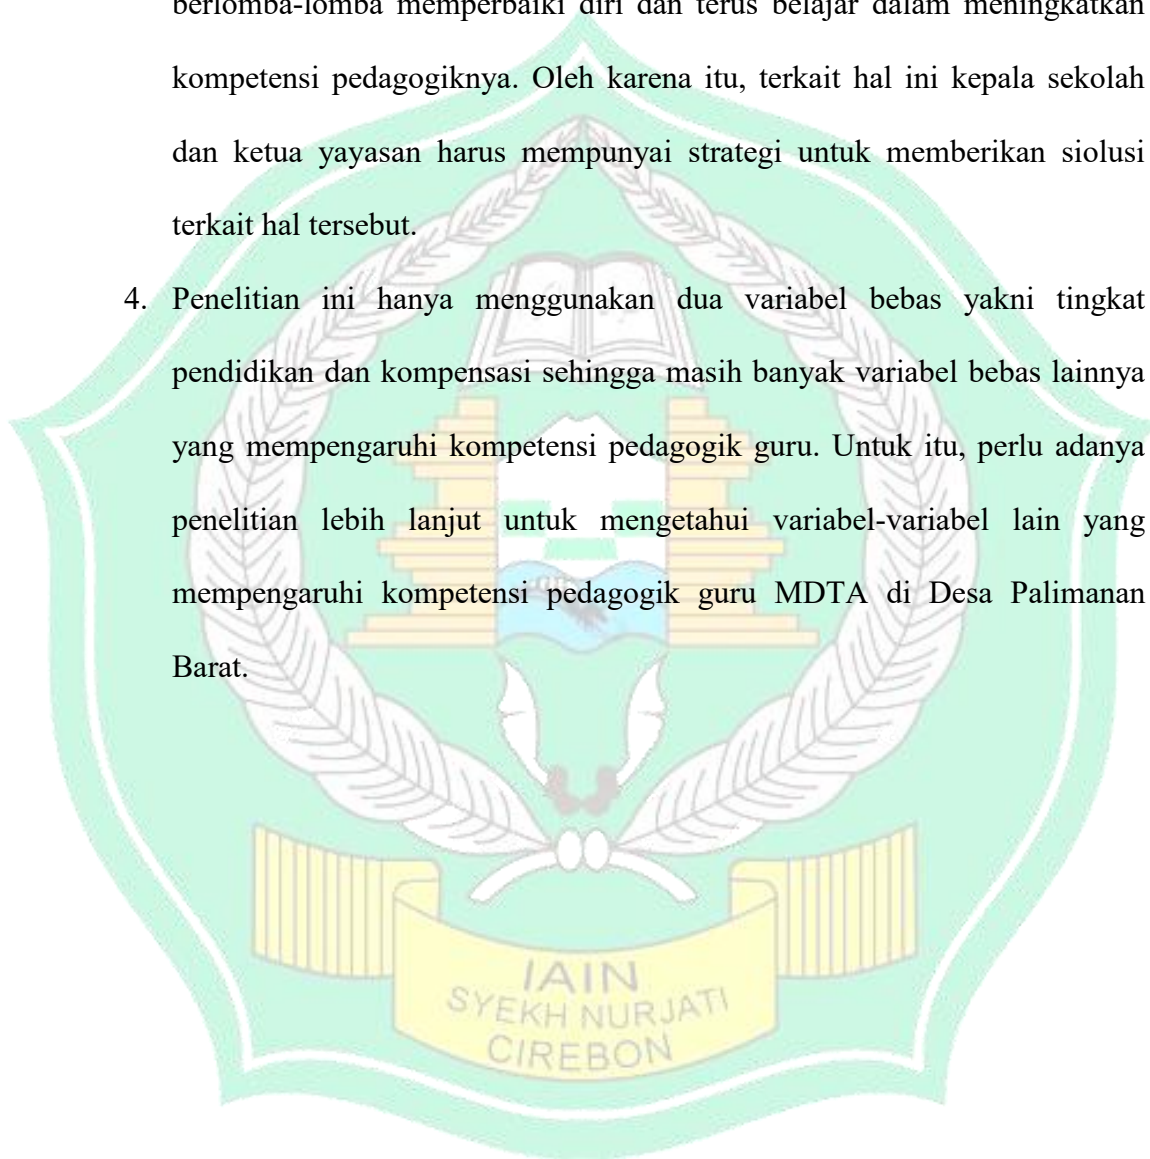 berlomba-lomba memperbaiki diri dan terus belajar dalam meningkatkan
kompetensi pedagogiknya. Oleh karena itu, terkait hal ini kepala sekolah
dan ketua yayasan harus mempunyai strategi untuk memberikan siolusi
terkait hal tersebut.
4. Penelitian ini hanya menggunakan dua variabel bebas yakni tingkat
pendidikan dan kompensasi sehingga masih banyak variabel bebas lainnya
yang mempengaruhi kompetensi pedagogik guru. Untuk itu, perlu adanya
penelitian lebih lanjut untuk mengetahui variabel-variabel lain yang
mempengaruhi kompetensi pedagogik guru MDTA di Desa Palimanan
Barat.
IAIN
SYEKH NURJATI
CIREBON